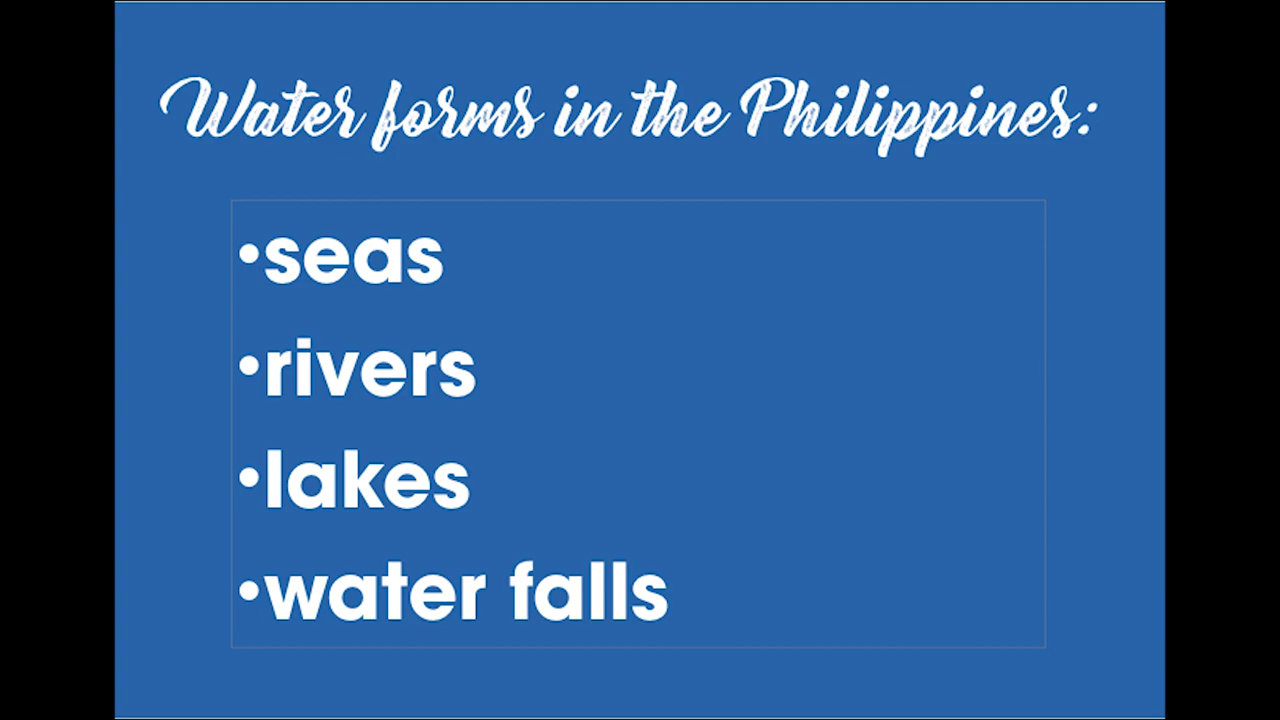 Water forms in the Philippines:
•seas
•rivers
•lakes
•water falls